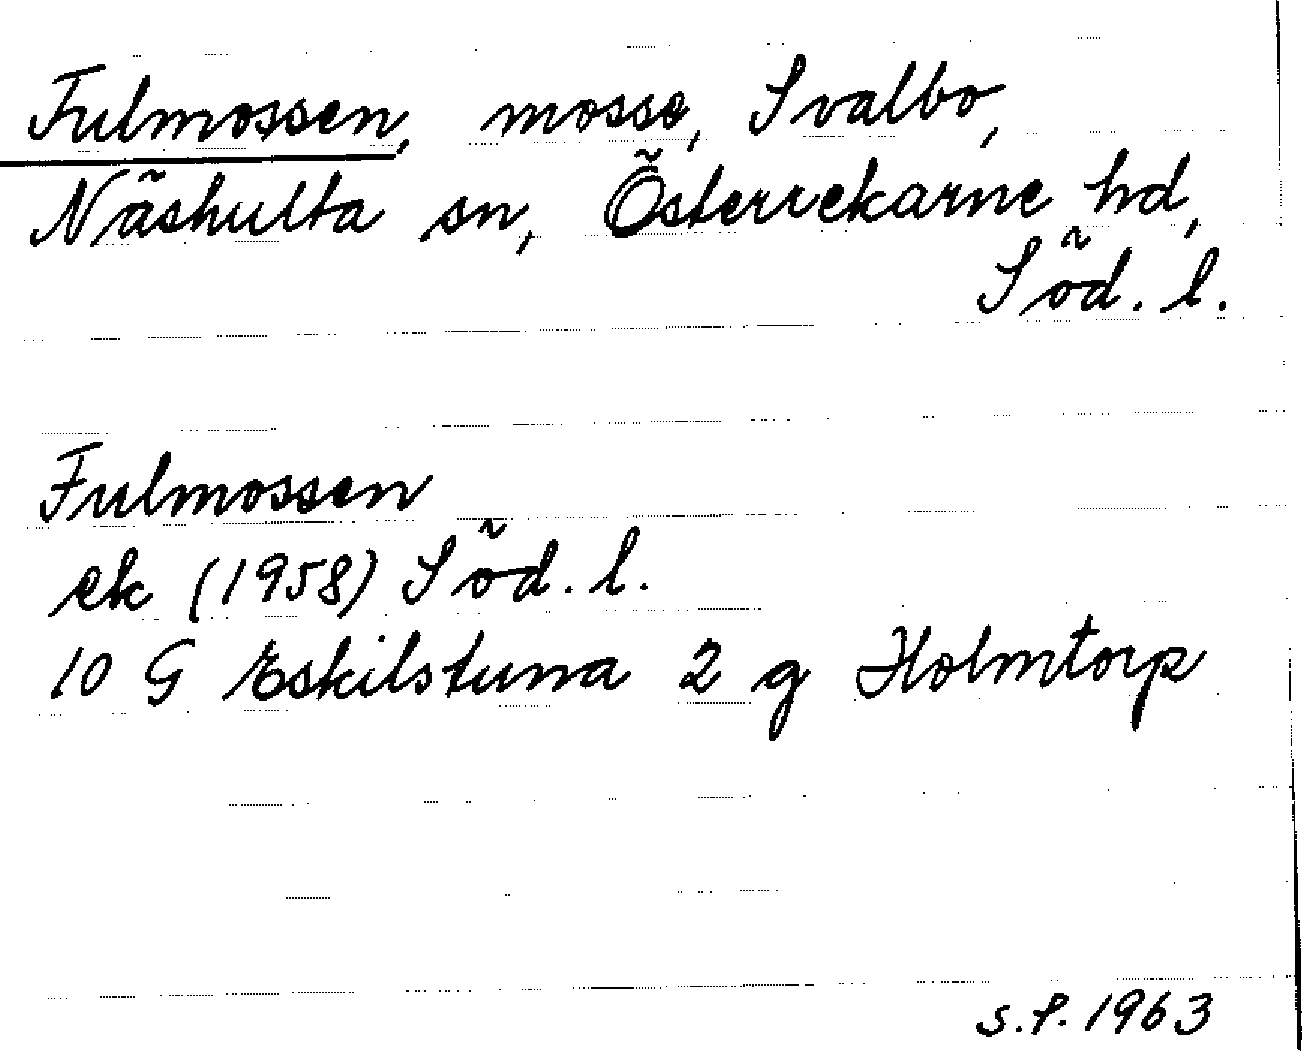 Fulmossen, mosse, Svalbo,
Näshulta sn, Österrekarne hd,
Söd. l.
Fulmossen
ek (1958) Söd. l.
10 G Eskilstuna 2 g Holmtorp
s.P. 1963